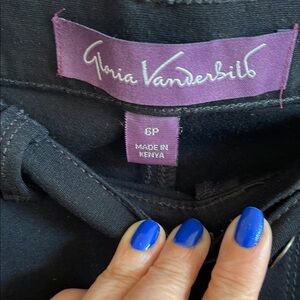 Gloria Vanderbilt
6P
MADE IN
KENYA